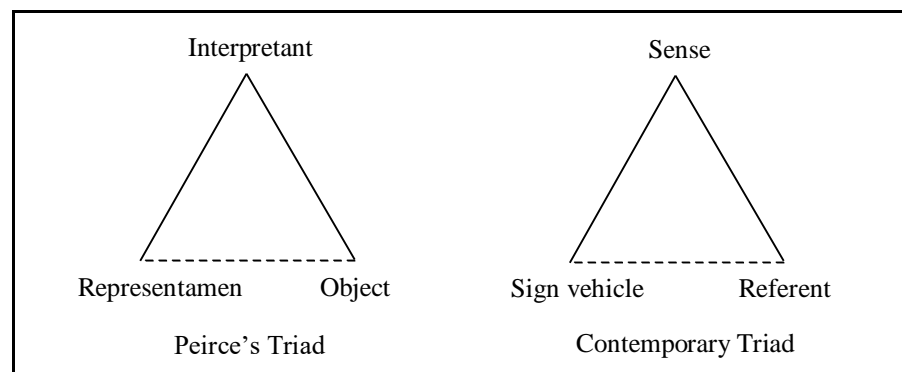 Interpretant
Sense
Representamen
Object
Sign vehicle
Referent
Peirce’s Triad
Contemporary Triad